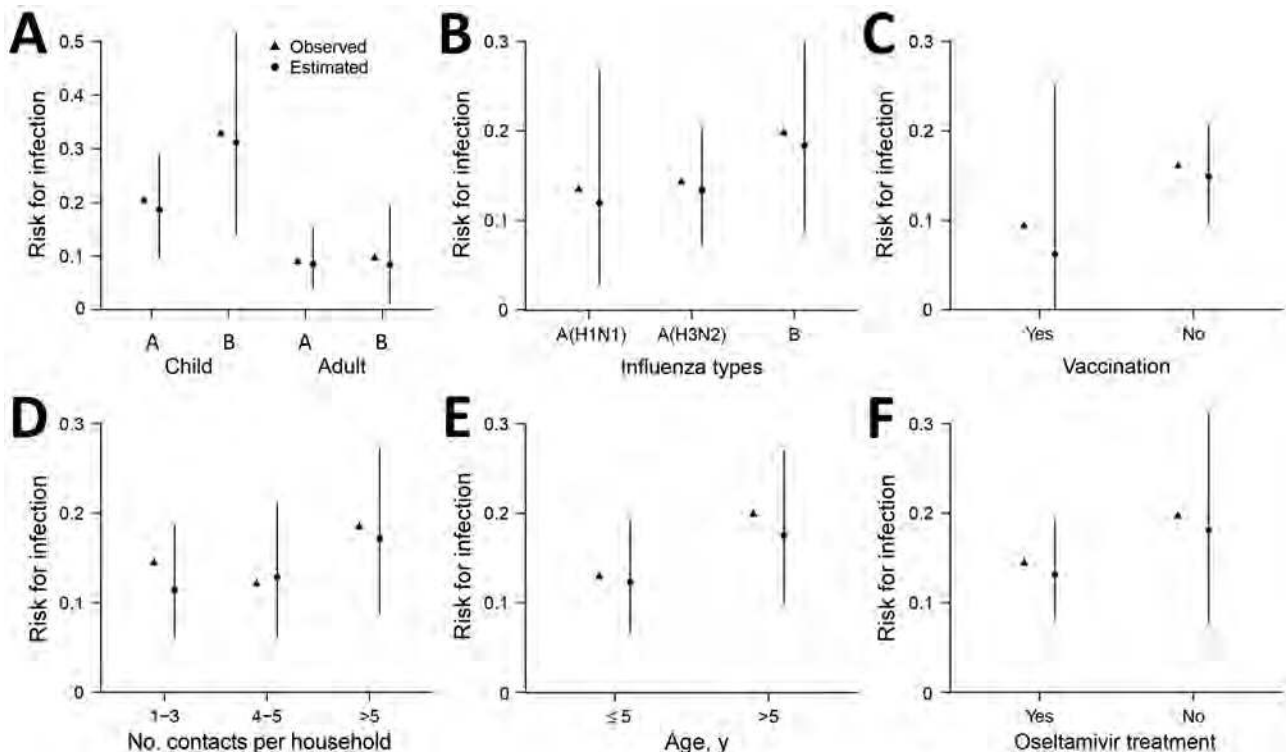 A
Risk for infection
0.5
0.4
0.3
0.2
0.1
0
Observed
Estimated
A B A B
Child Adult
B
Risk for infection
0.3
0.2
0.1
0
A(H1N1) A(H3N2) B
Influenza types
C
Risk for infection
0.3
0.2
0.1
0
Yes No
Vaccination
D
Risk for infection
0.3
0.2
0.1
0
1–3 4–5 >5
No. contacts per household
E
Risk for infection
0.3
0.2
0.1
0
≤ 5 >5
Age, y
F
Risk for infection
0.3
0.2
0.1
0
Yes No
Oseltamivir treatment